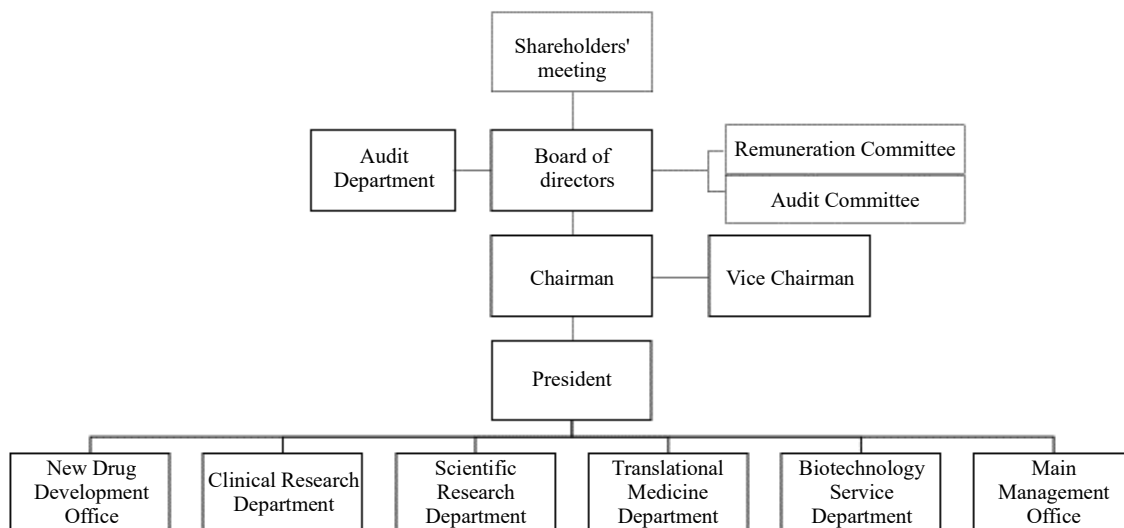 Shareholders'
meeting
Audit
Department
Board of
directors
Remuneration Committee
Audit Committee
Chairman
Vice Chairman
President
New Drug
Development
Office
Clinical Research
Department
Scientific
Research
Department
Translational
Medicine
Department
Biotechnology
Service
Department
Main
Management
Office